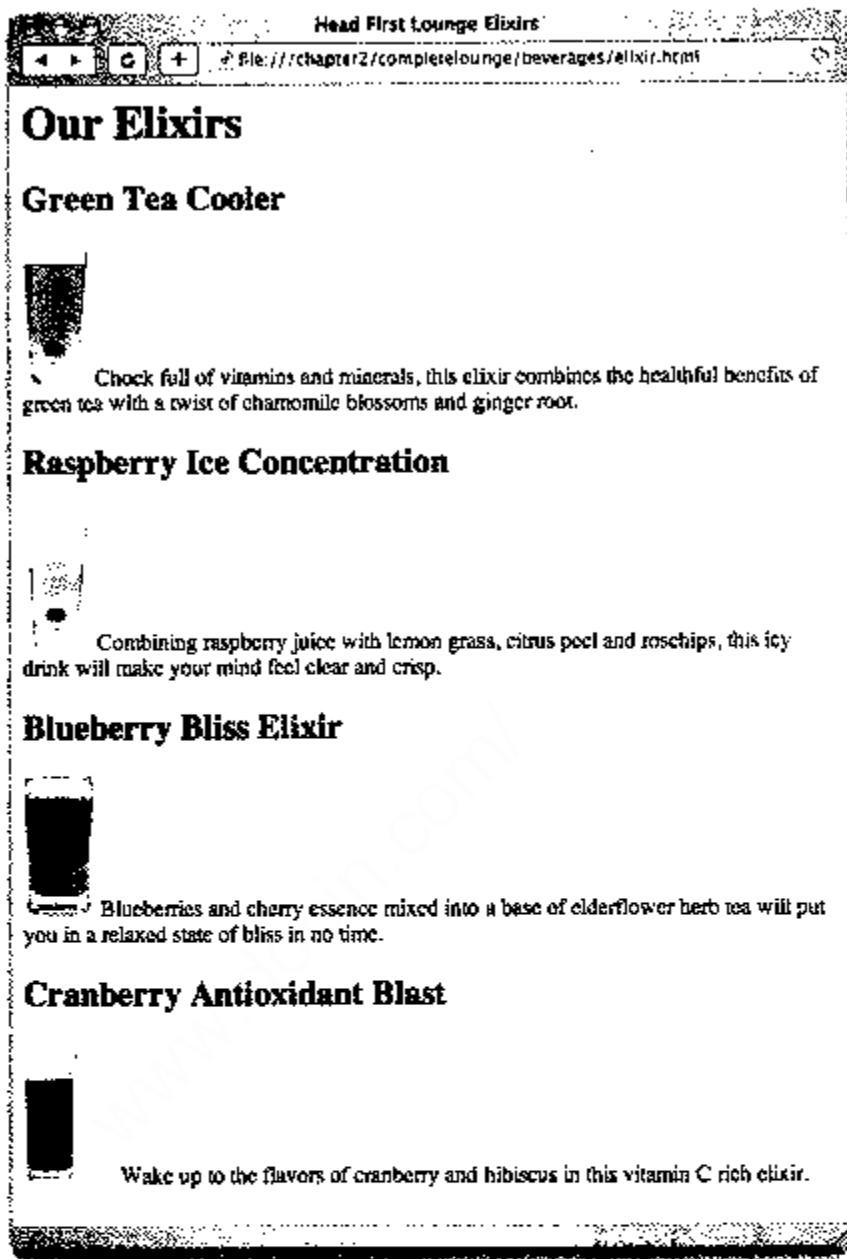 Head First Lounge Elixirs
file:///chapter2/completelounge/beverages/elixir.html
Our Elixirs
Green Tea Cooler
Chock full of vitamins and minerals, this elixir combines the healthful benefits of
green tea with a twist of chamomile blossoms and ginger root.
Raspberry Ice Concentration
Combining raspberry juice with lemon grass, citrus peel and rosehips, this icy
drink will make your mind feel clear and crisp.
Blueberry Bliss Elixir
Blueberries and cherry essence mixed into a base of elderflower herb tea will put
you in a relaxed state of bliss in no time.
Cranberry Antioxidant Blast
Wake up to the flavors of cranberry and hibiscus in this vitamin C rich elixir.